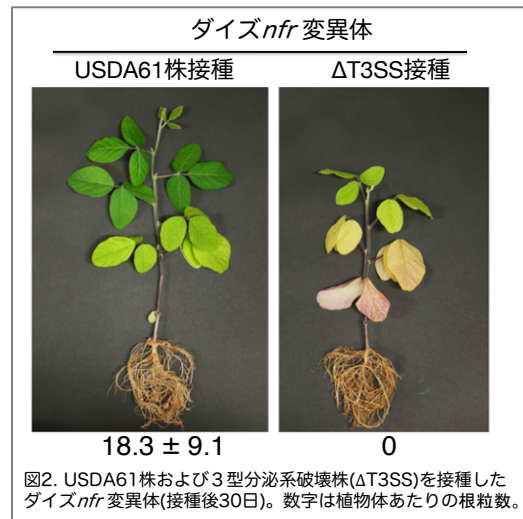 ダイズnfr 変異体
USDA61株接種 ΔT3SS接種
18.3 ± 9.1 0
図2. USDA61株および3型分泌系破壊株(ΔT3SS)を接種した
ダイズnfr 変異体(接種後30日)。数字は植物体あたりの根粒数。